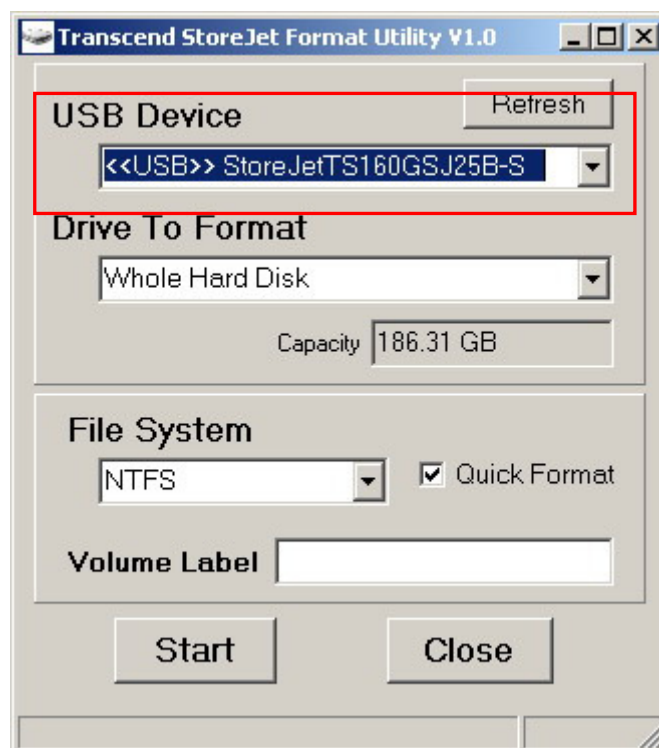 Transcend StoreJet Format Utility V1.0
Refresh
USB Device
<<USB>> StoreJetTS160GSJ25B-S
Drive To Format
Whole Hard Disk
Capacity 186.31 GB
File System
NTFS
Quick Format
Volume Label
Start Close